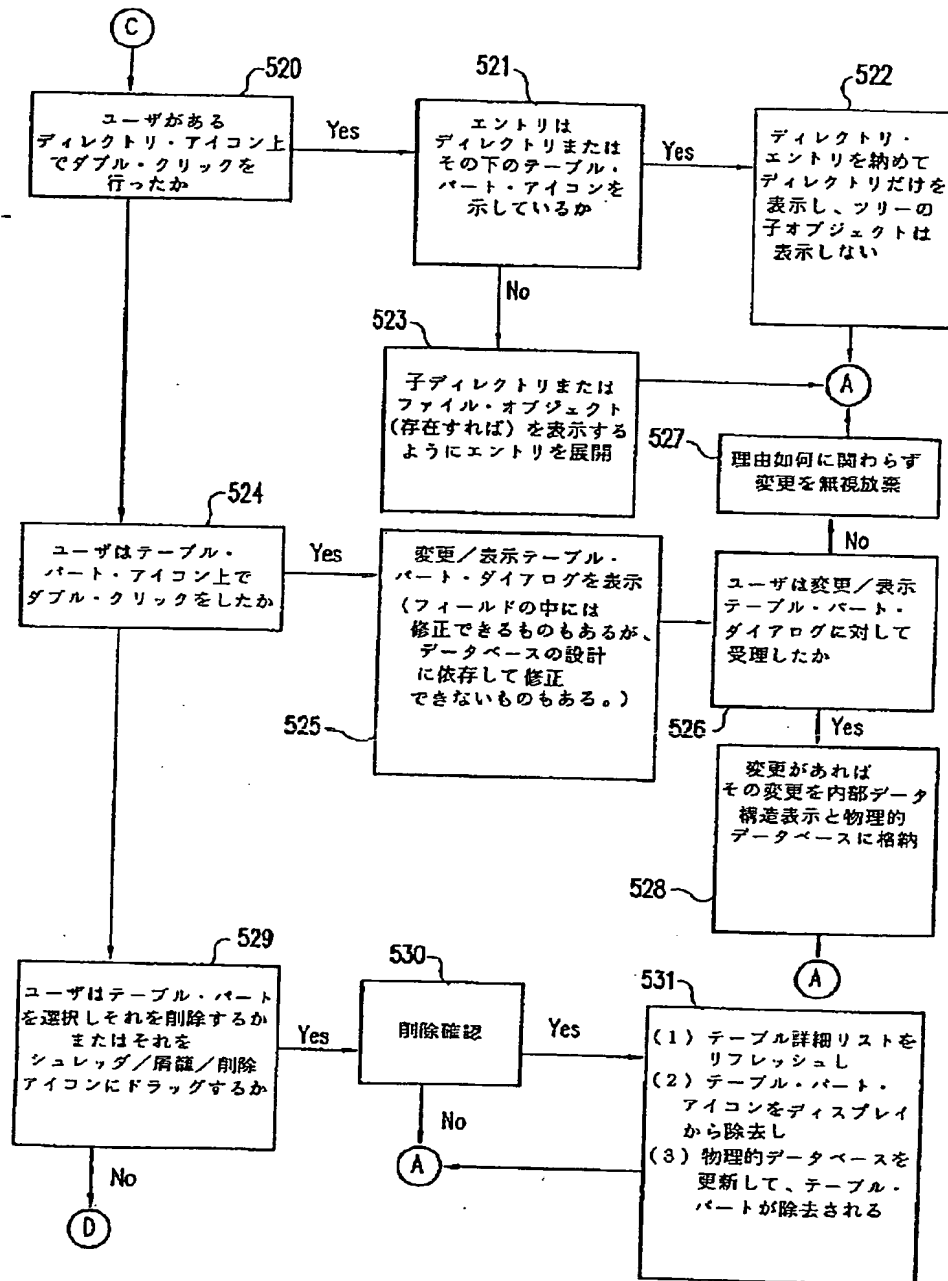 C
520
ユーザがある
ディレクトリ・アイコン上
でダブル・クリックを
行ったか
Yes
521
エントリは
ディレクトリまたは
その下のテーブル・
パート・アイコンを
示しているか
Yes
522
ディレクトリ・
エントリを納めて
ディレクトリだけを
表示し、ツリーの
子オブジェクトは
表示しない
No
523
子ディレクトリまたは
ファイル・オブジェクト
(存在すれば)を表示する
ようにエントリを展開
A
527
理由如何に関わらず
変更を無視放棄
No
524
ユーザはテーブル・
パート・アイコン上で
ダブル・クリックをしたか
Yes
変更/表示テーブル・
パート・ダイアログを表示
(フィールドの中には
修正できるものもあるが、
データベースの設計
に依存して修正
できないものもある。)
525
ユーザは変更/表示
テーブル・パート・
ダイアログに対して
受理したか
526
Yes
変更があれば
その変更を内部データ
構造表示と物理的
データベースに格納
528
A
529
ユーザはテーブル・パート
を選択しそれを削除するか
またはそれを
シュレッダ/屑籠/削除
アイコンにドラッグするか
Yes
530
削除確認
Yes
531
(1) テーブル詳細リストを
リフレッシュし
(2) テーブル・パート・
アイコンをディスプレイ
から除去し
(3) 物理的データベースを
更新して、テーブル・
パートが除去される
No
A
No
D